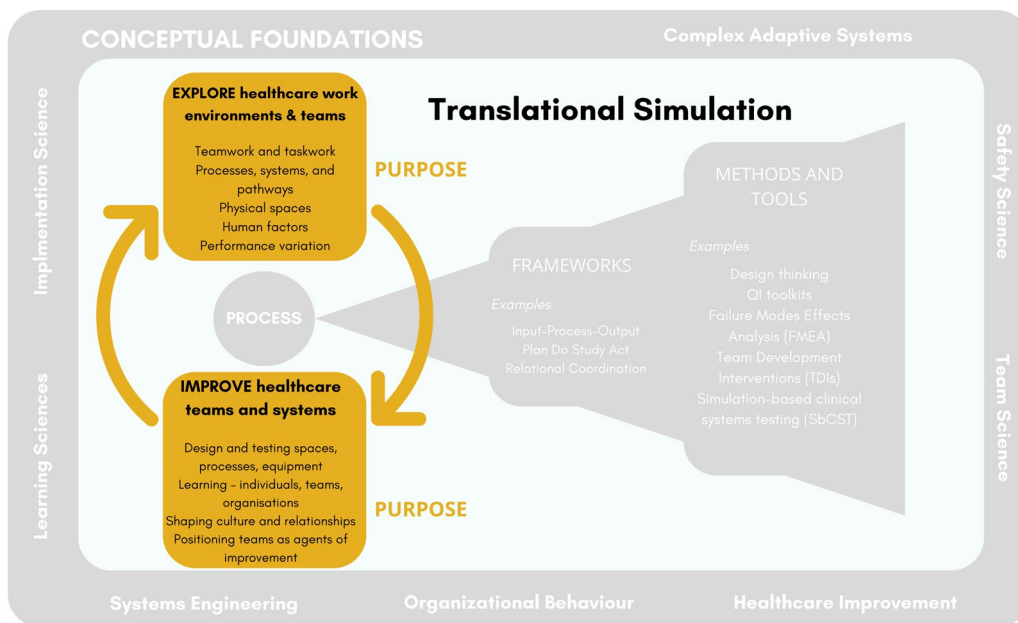 CONCEPTUAL FOUNDATIONS
Complex Adaptive Systems
Implmentation Science
Learning Sciences
Safety Science
Team Science
Systems Engineering
Organizational Behaviour
Healthcare Improvement
Translational Simulation
EXPLORE healthcare work
environments & teams
Teamwork and taskwork
Processes, systems, and
pathways
Physical spaces
Human factors
Performance variation
PURPOSE
PROCESS
IMPROVE healthcare
teams and systems
Design and testing spaces,
processes, equipment
Learning - individuals, teams,
organisations
Shaping culture and relationships
Positioning teams as agents of
improvement
PURPOSE
FRAMEWORKS
Examples
Input-Process-Output
Plan Do Study Act
Relational Coordination
METHODS AND
TOOLS
Examples
Design thinking
QI toolkits
Failure Modes Effects
Analysis (FMEA)
Team Development
Interventions (TDIs)
Simulation-based clinical
systems testing (SbCST)